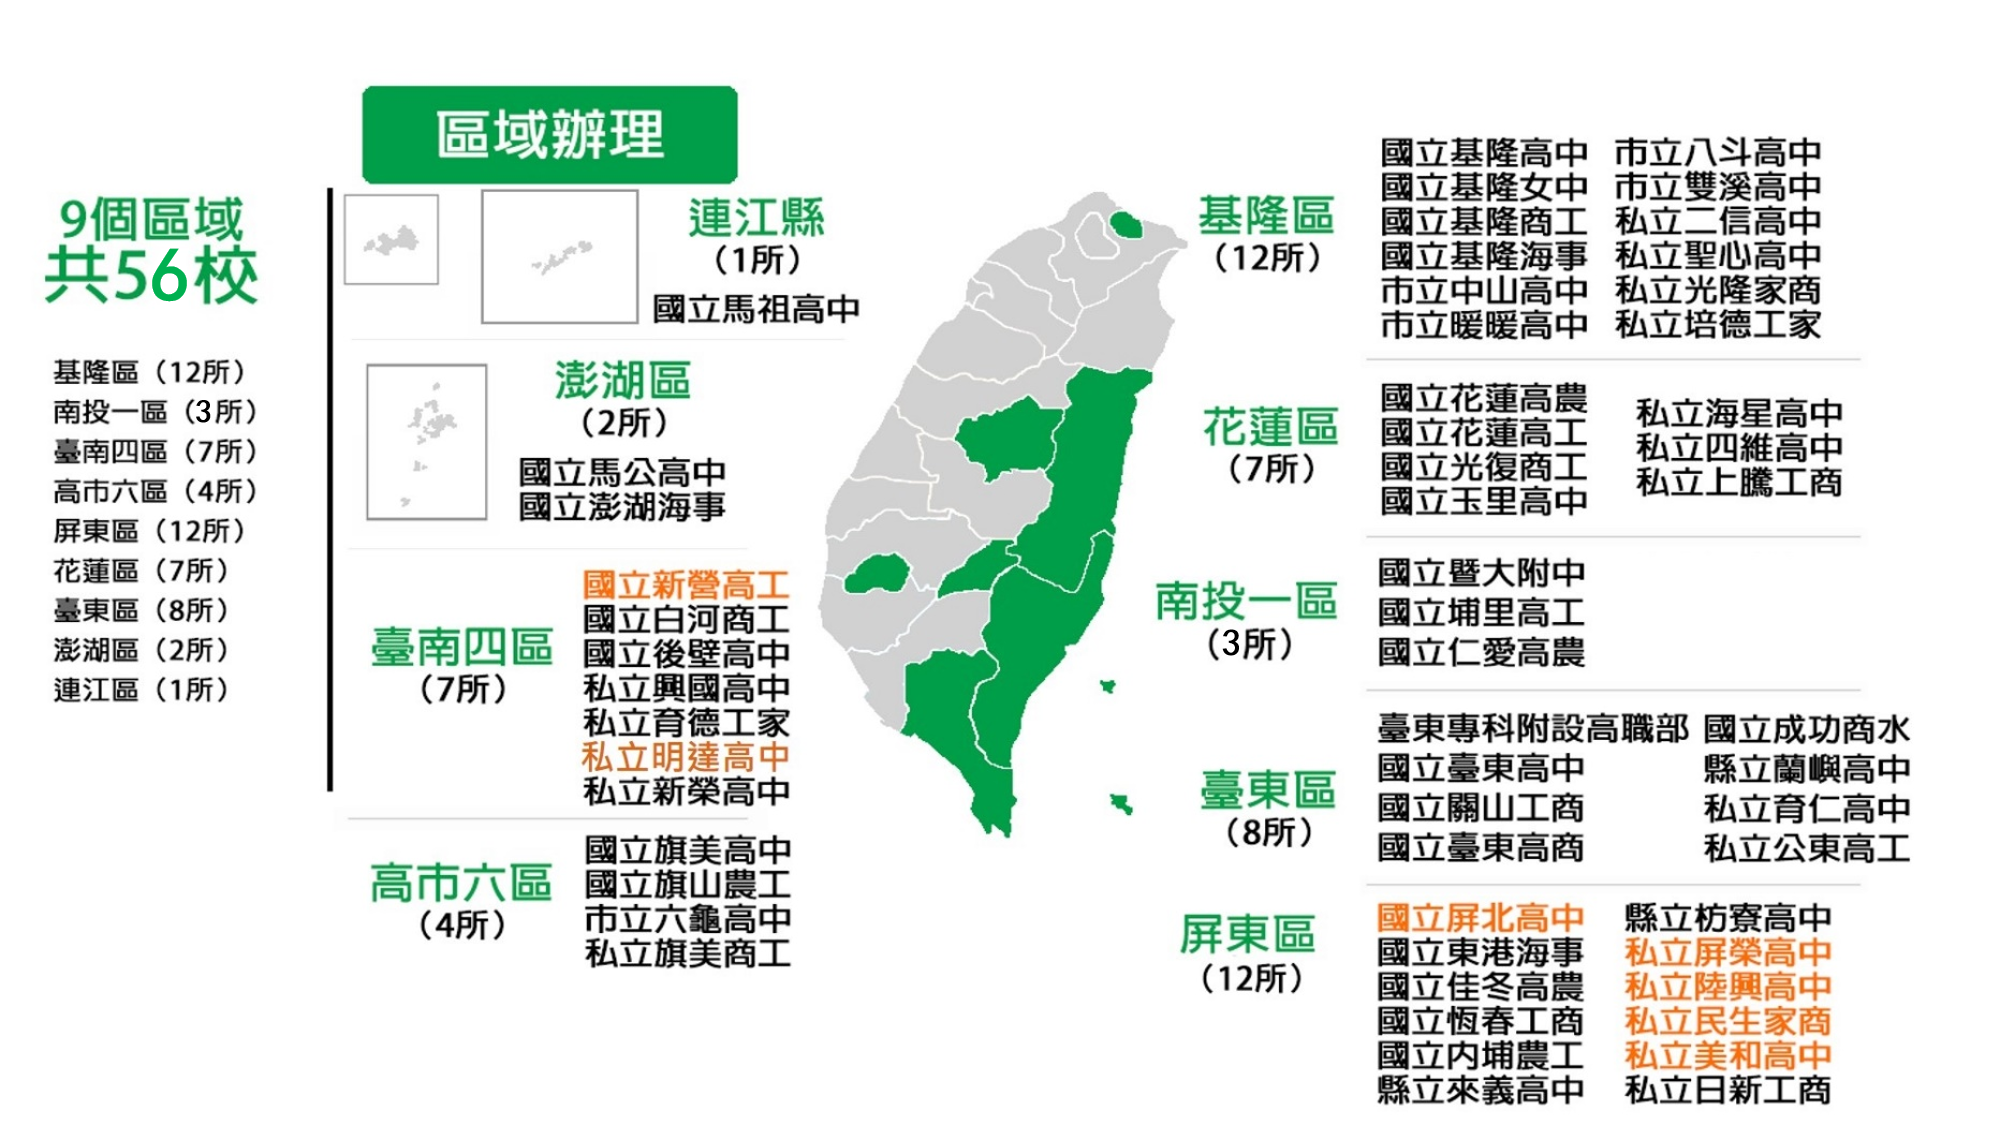 區域辦理
9個區域
共56校
基隆區（12所）
南投一區（3所）
臺南四區（7所）
高市六區（4所）
屏東區（12所）
花蓮區（7所）
臺東區（8所）
澎湖區（2所）
連江區（1所）
連江縣
（1所）
國立馬祖高中
澎湖區
（2所）
國立馬公高中
國立澎湖海事
臺南四區
（7所）
國立新營高工
國立白河商工
國立後壁高中
私立興國高中
私立育德工家
私立明達高中
私立新榮高中
高市六區
（4所）
國立旗美高中
國立旗山農工
市立六龜高中
私立旗美商工
基隆區
（12所）
國立基隆高中 市立八斗高中
國立基隆女中 市立雙溪高中
國立基隆商工 私立二信高中
國立基隆海事 私立聖心高中
市立中山高中 私立光隆家商
市立暖暖高中 私立培德工家
花蓮區
（7所）
國立花蓮高農
國立花蓮高工
國立光復商工
國立玉里高中
私立海星高中
私立四維高中
私立上騰工商
南投一區
（3所）
國立暨大附中
國立埔里高工
國立仁愛高農
臺東區
（8所）
臺東專科附設高職部 國立成功商水
國立臺東高中 縣立蘭嶼高中
國立關山工商 私立育仁高中
國立臺東高商 私立公東高工
屏東區
（12所）
國立屏北高中 縣立枋寮高中
國立東港海事 私立屏榮高中
國立佳冬高農 私立陸興高中
國立恆春工商 私立民生家商
國立內埔農工 私立美和高中
縣立來義高中 私立日新工商